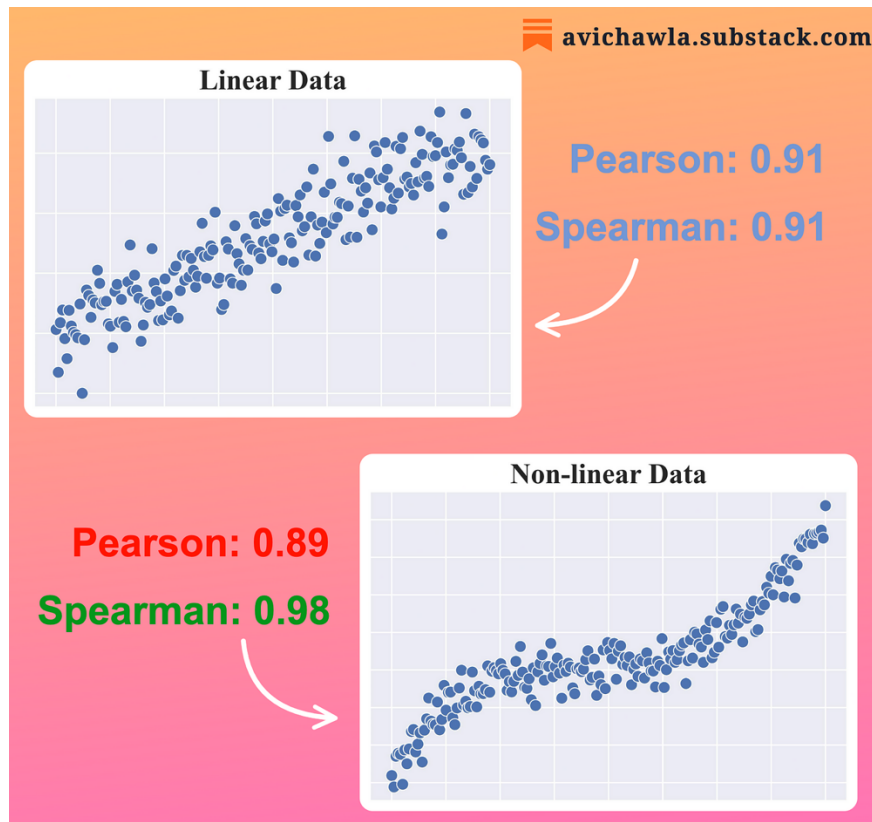 avichawla.substack.com
Linear Data
Pearson: 0.91
Spearman: 0.91
Non-linear Data
Pearson: 0.89
Spearman: 0.98